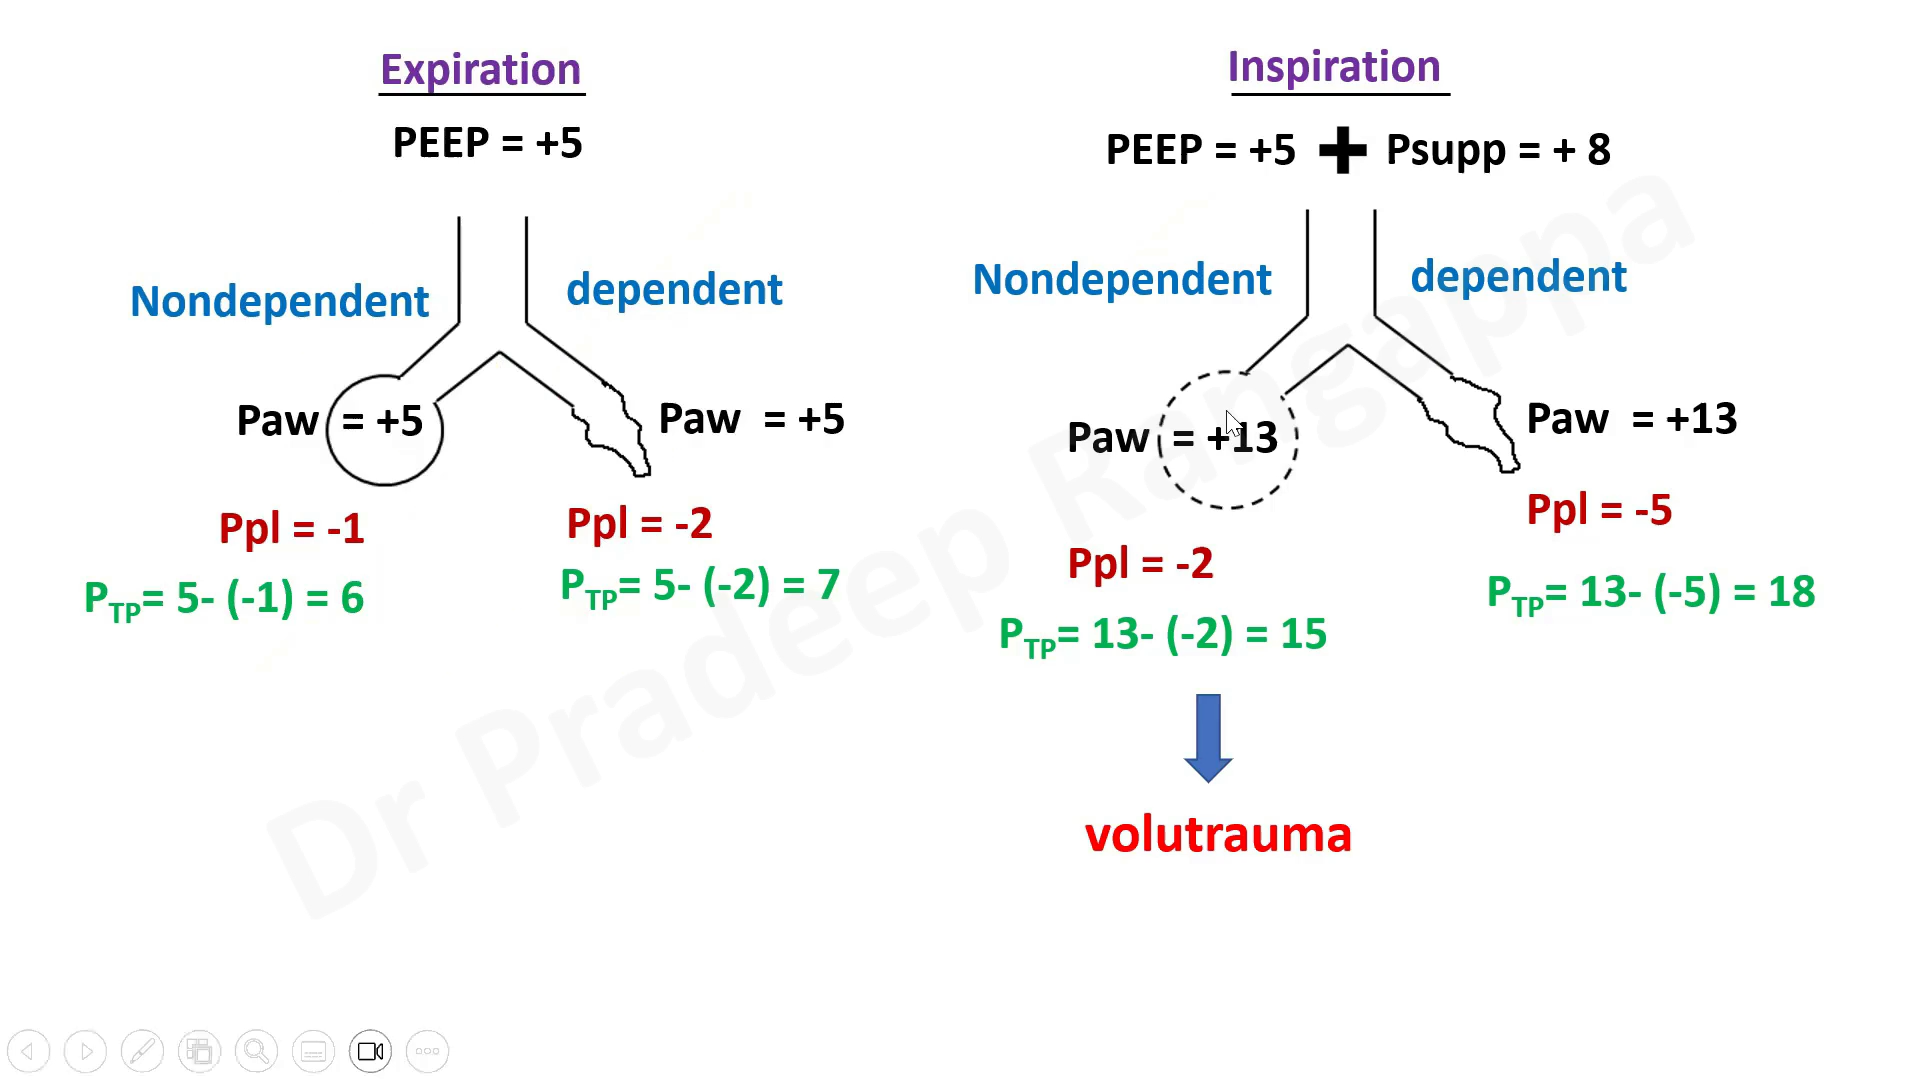 Expiration
PEEP = +5
Nondependent
dependent
Paw = +5
Paw = +5
Ppl = -1
Ppl = -2
PTP= 5- (-1) = 6
PTP= 5- (-2) = 7
Inspiration
PEEP = +5 + Psupp = + 8
Nondependent
dependent
Paw = +13
Paw = +13
Ppl = -2
Ppl = -5
PTP= 13- (-2) = 15
PTP= 13- (-5) = 18
volutrauma
Dr Pradeep Rangappa